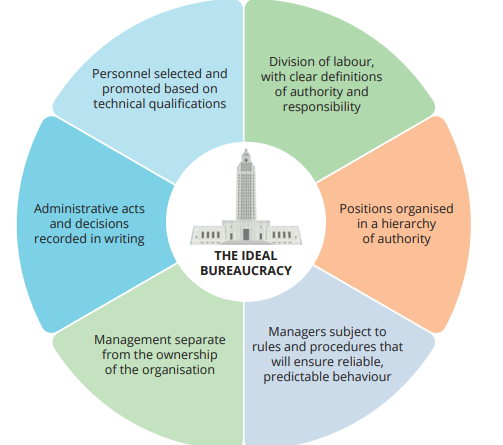 Personnel selected and
promoted based on
technical qualifications
Division of labour,
with clear definitions
of authority and
responsibility
Administrative acts
and decisions
recorded in writing
THE IDEAL
BUREAUCRACY
Positions organised
in a hierarchy
of authority
Management separate
from the ownership
of the organisation
Managers subject to
rules and procedures that
will ensure reliable,
predictable behaviour